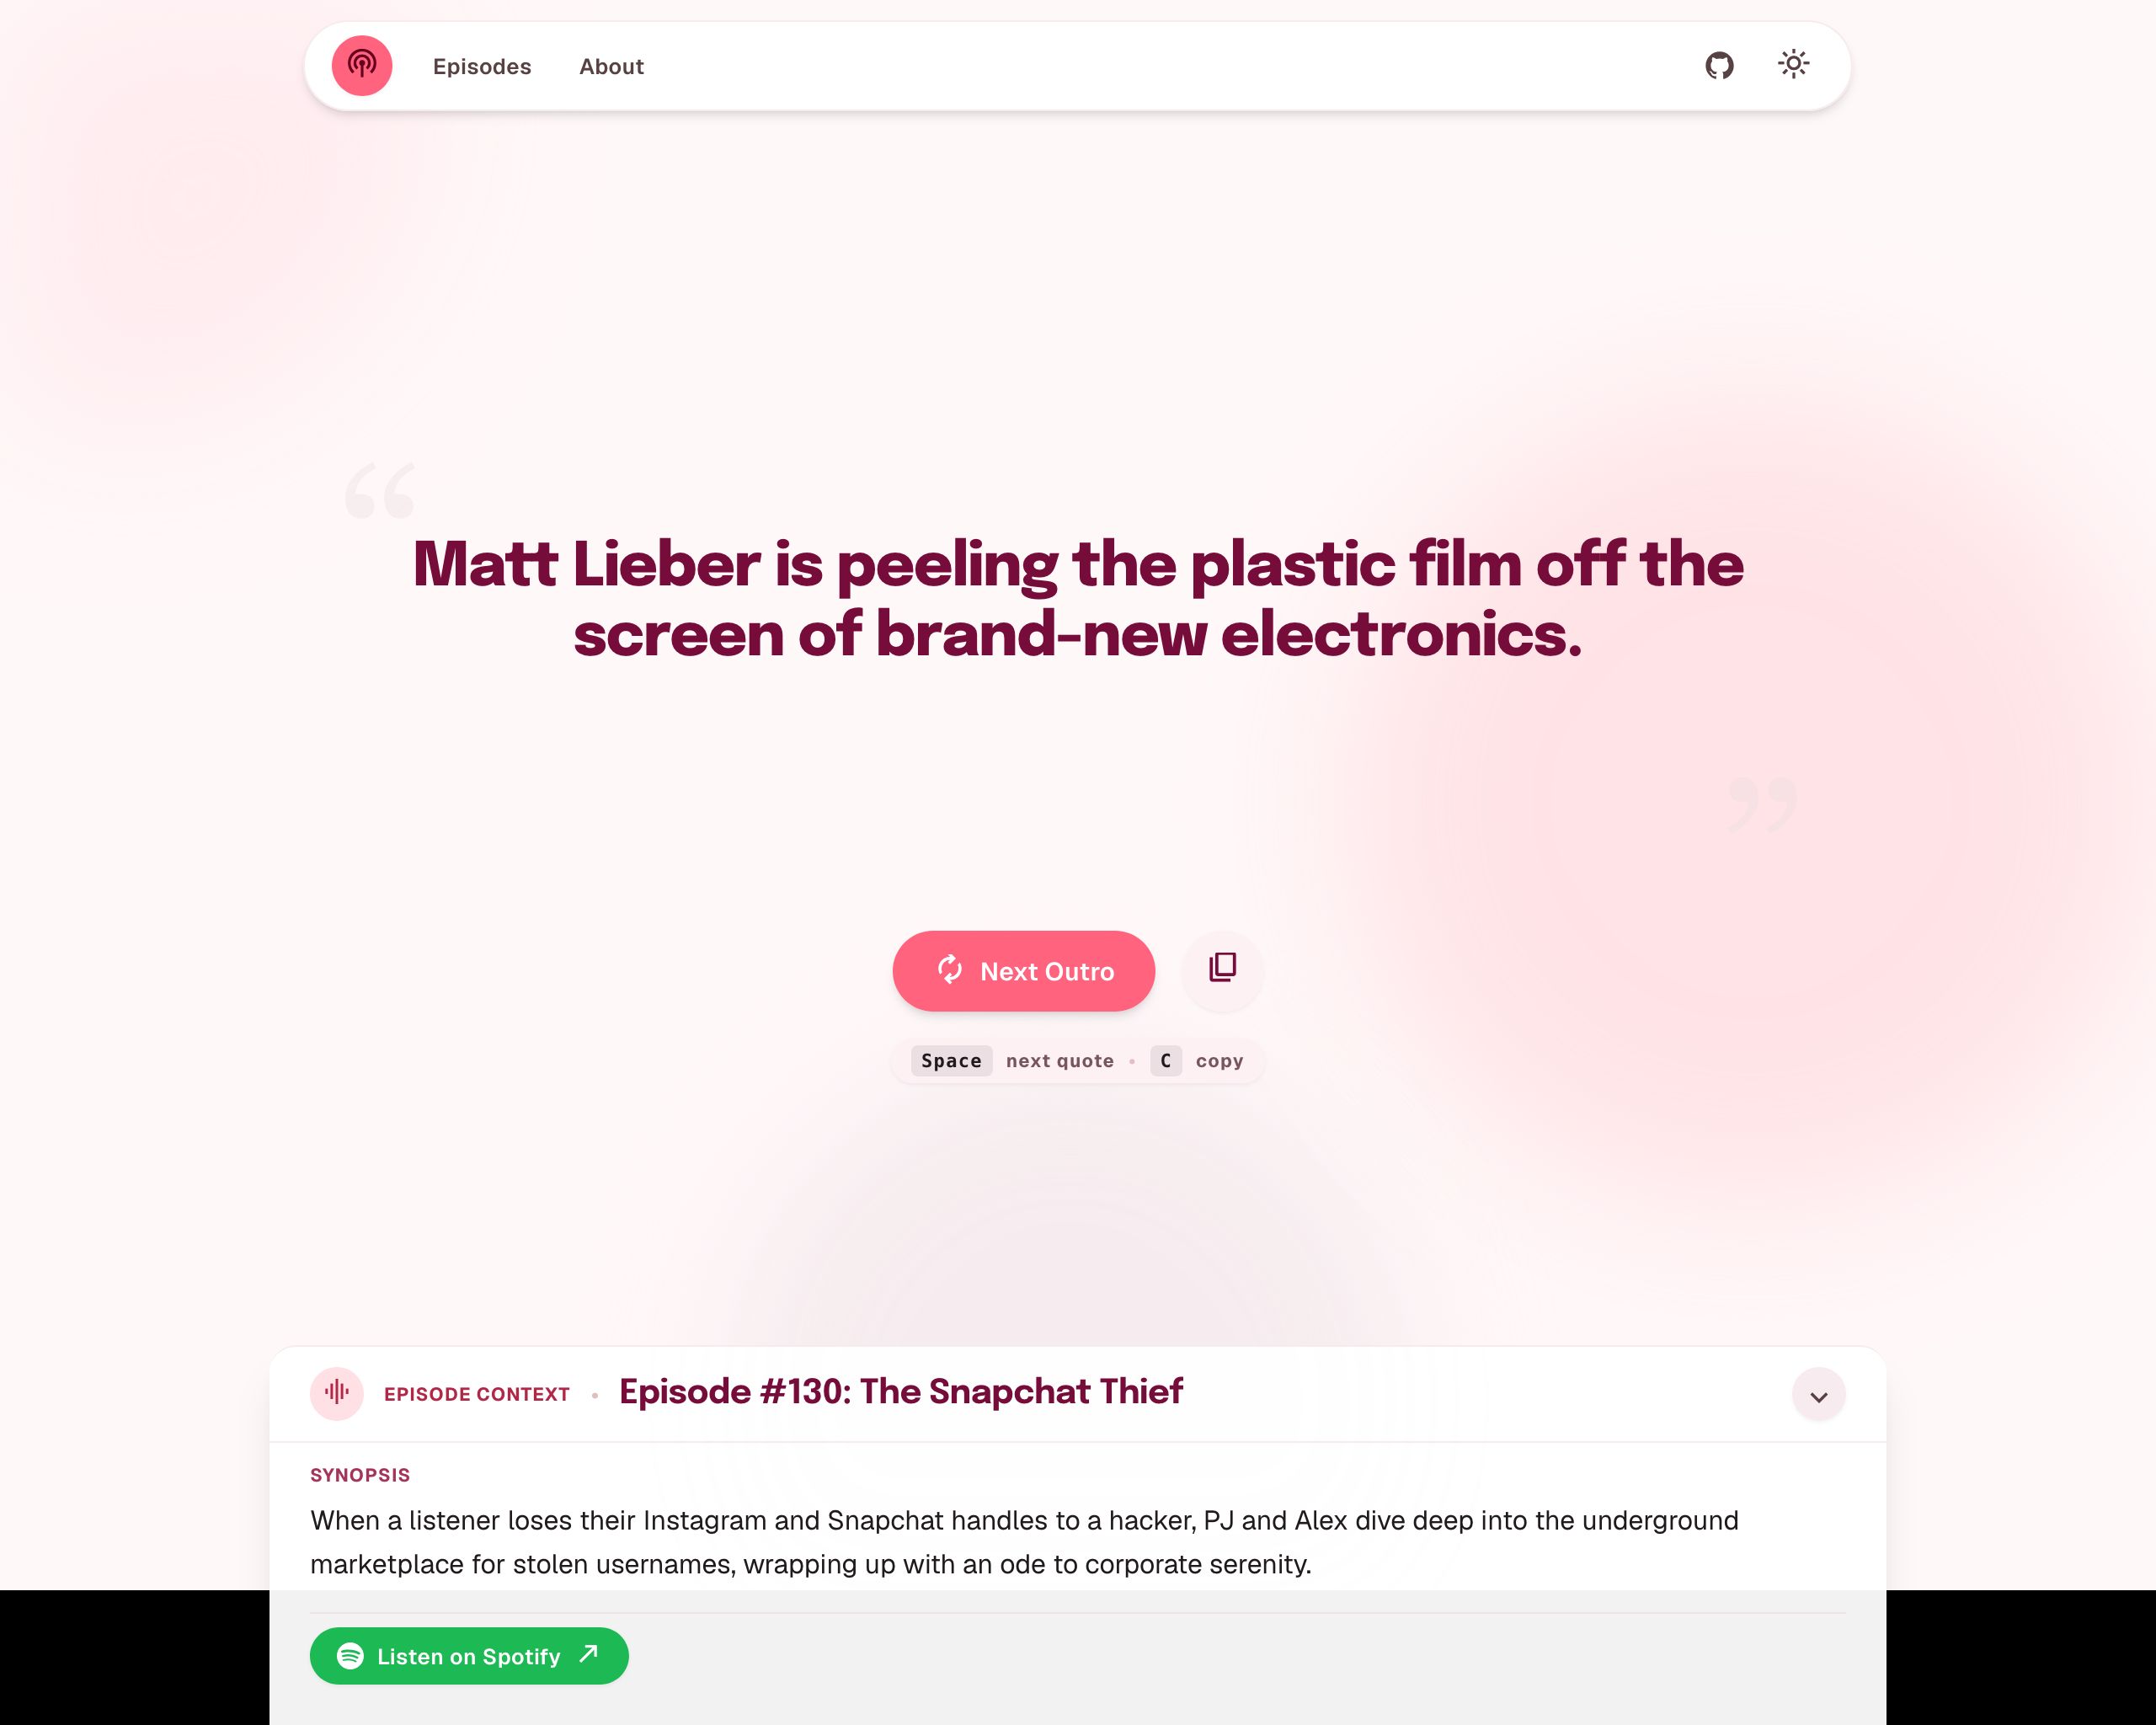 Episodes
About
“
Matt Lieber is peeling the plastic film off the
screen of brand-new electronics.
”
Next Outro
Space next quote • C copy
EPISODE CONTEXT • Episode #130: The Snapchat Thief
SYNOPSIS
When a listener loses their Instagram and Snapchat handles to a hacker, PJ and Alex dive deep into the underground
marketplace for stolen usernames, wrapping up with an ode to corporate serenity.
Listen on Spotify